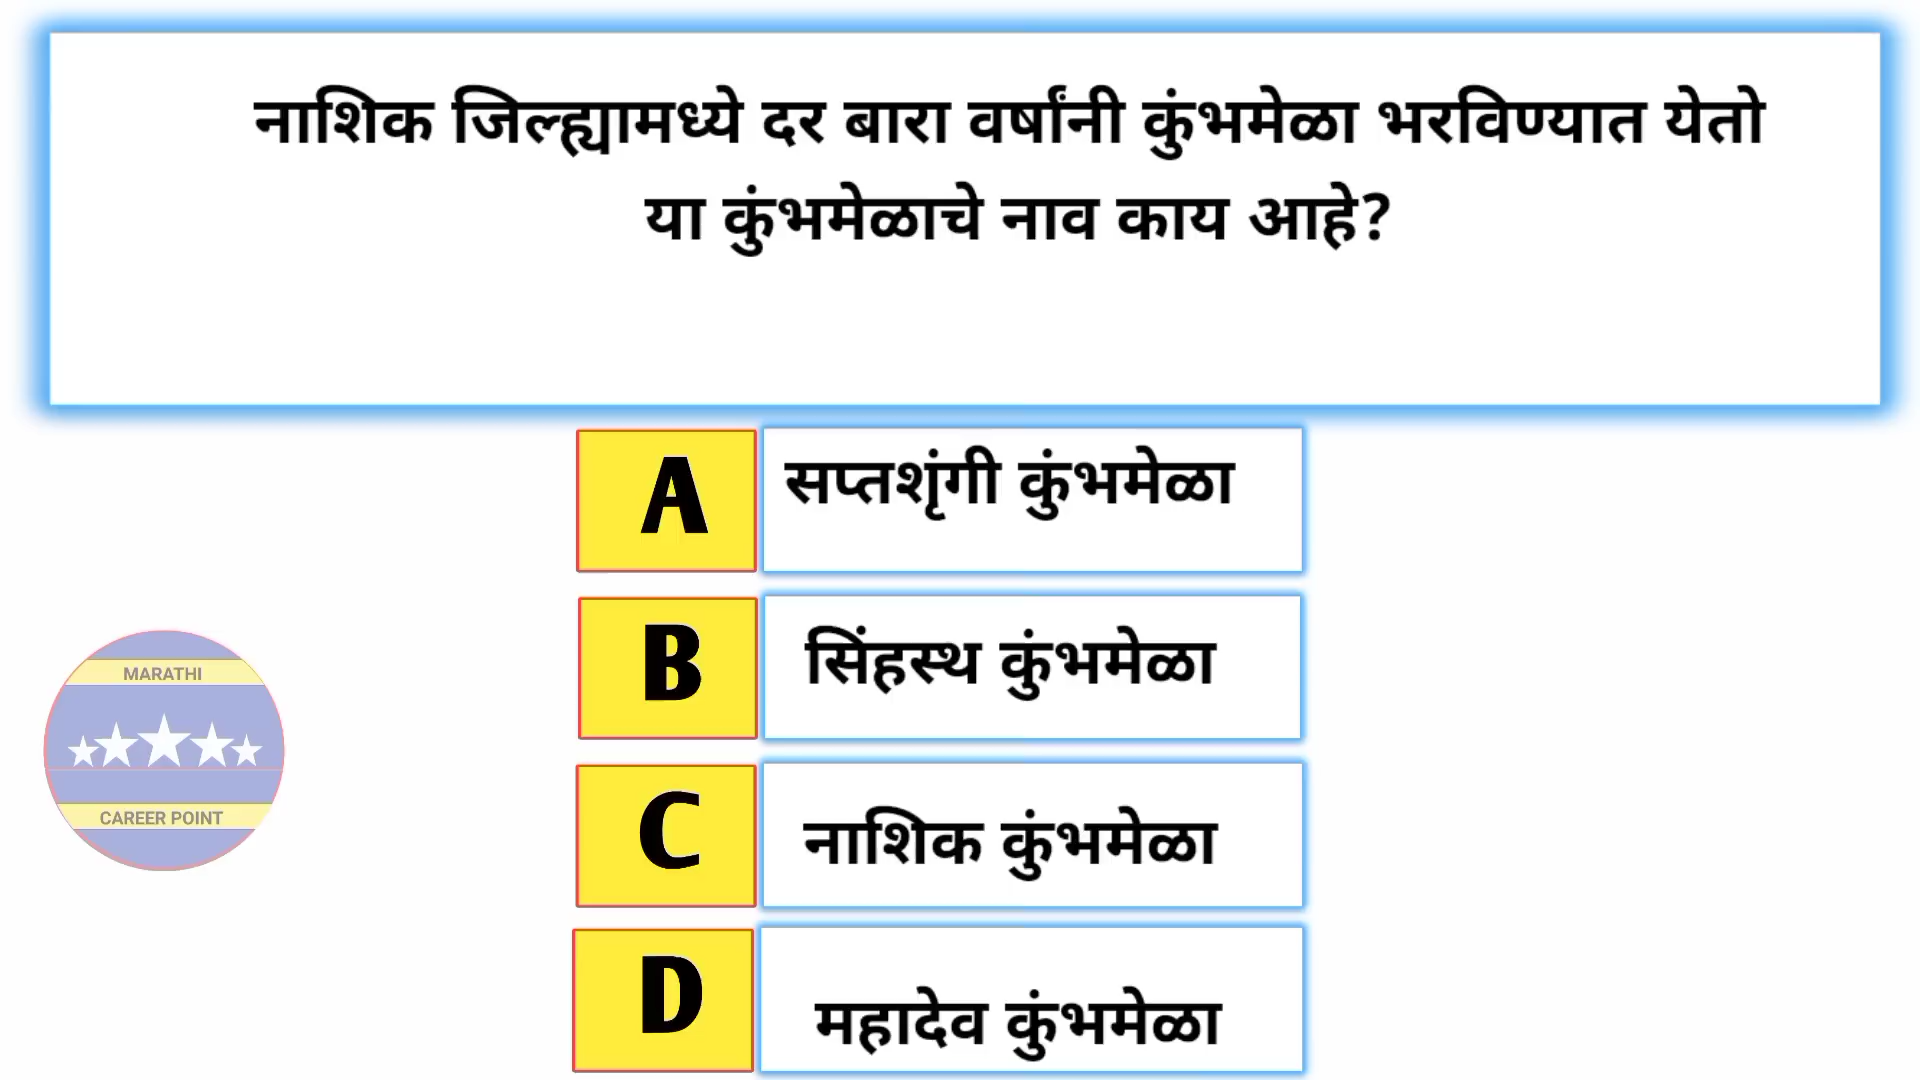 नाशिक जिल्ह्यामध्ये दर बारा वर्षांनी कुंभमेळा भरविण्यात येतो
या कुंभमेळाचे नाव काय आहे?
A सप्तशृंगी कुंभमेळा
B सिंहस्थ कुंभमेळा
C नाशिक कुंभमेळा
D महादेव कुंभमेळा
MARATHI
CAREER POINT